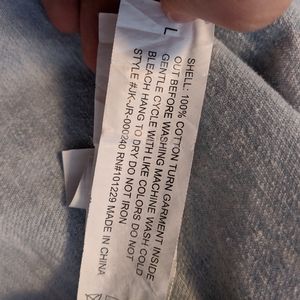 L
SHELL: 100% COTTON TURN GARMENT INSIDE
OUT BEFORE WASHING MACHINE WASH COLD
GENTLE CYCLE WITH LIKE COLORS DO NOT
BLEACH HANG TO DRY DO NOT IRON
STYLE #JK-JR-000240 RN#101229 MADE IN CHINA